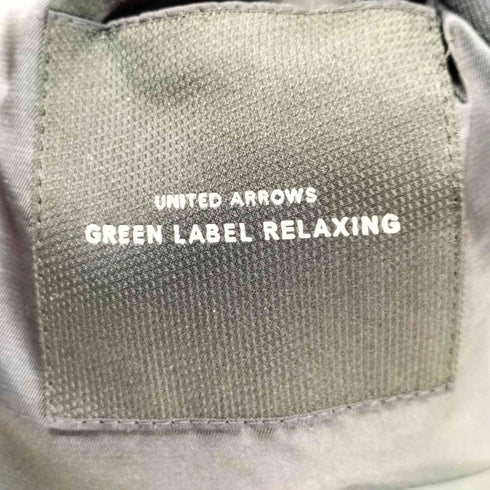 UNITED ARROWS
GREEN LABEL RELAXING